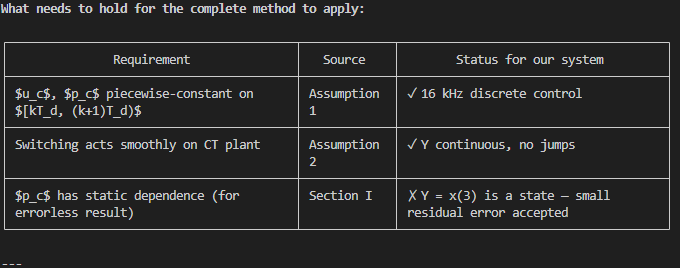 What needs to hold for the complete method to apply:
Requirement Source Status for our system
$u_c$, $p_c$ piecewise-constant on Assumption ✓ 16 kHz discrete control
$[kT_d, (k+1)T_d)$ 1
Switching acts smoothly on CT plant Assumption ✓ Y continuous, no jumps
2
$p_c$ has static dependence (for Section I ✗ Y = x(3) is a state — small
errorless result) residual error accepted
---